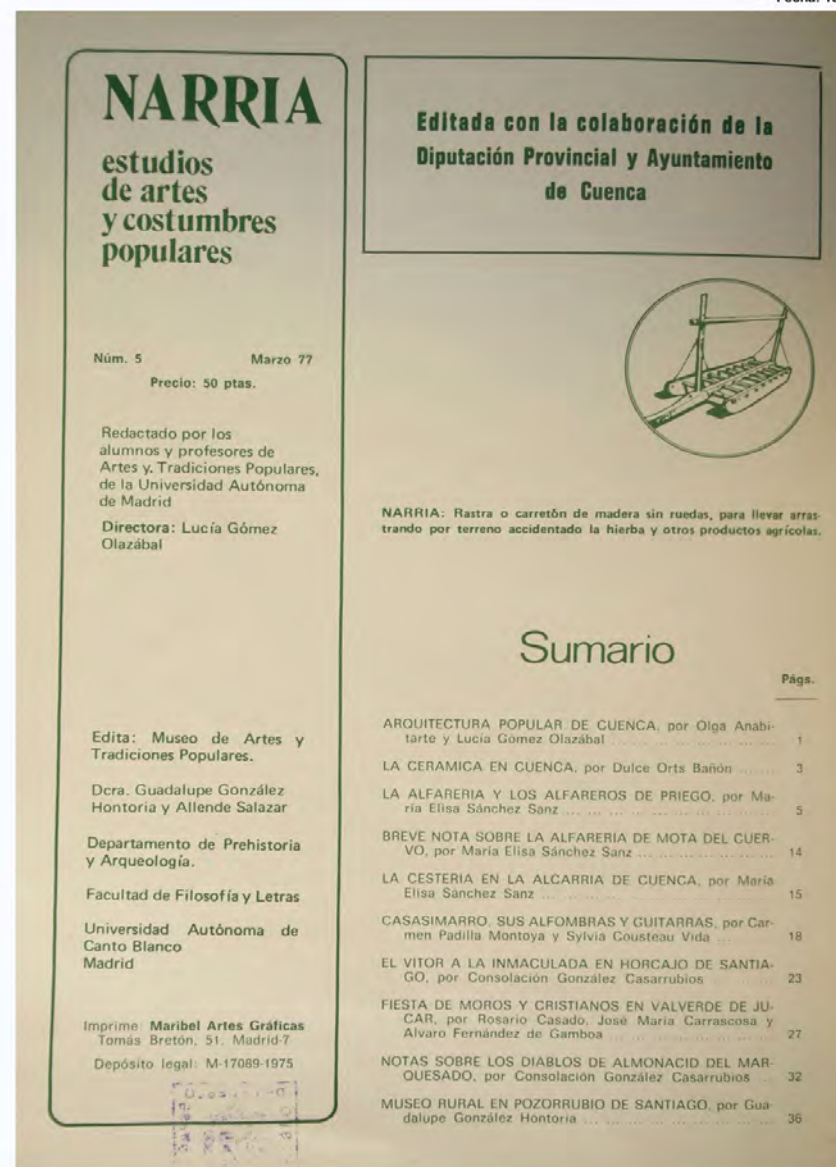 NARRIA
estudios
de artes
y costumbres
populares
Núm. 5 Marzo 77
Precio: 50 ptas.
Redactado por los
alumnos y profesores de
Artes y. Tradiciones Populares,
de la Universidad Autónoma
de Madrid
Directora: Lucía Gómez
Olazábal
Edita: Museo de Artes y
Tradiciones Populares.
Dcra. Guadalupe González
Hontoria y Allende Salazar
Departamento de Prehistoria
y Arqueología.
Facultad de Filosofía y Letras
Universidad Autónoma de
Canto Blanco
Madrid
Imprime: Maribel Artes Gráficas
Tomás Bretón, 51. Madrid-7
Depósito legal: M-17089-1975
Editada con la colaboración de la
Diputación Provincial y Ayuntamiento
de Cuenca
NARRIA: Rastra o carretón de madera sin ruedas, para llevar arras-
trando por terreno accidentado la hierba y otros productos agrícolas.
Sumario
Págs.
ARQUITECTURA POPULAR DE CUENCA, por Olga Anabi-
tarte y Lucía Gómez Olazábal ... 1
LA CERAMICA EN CUENCA, por Dulce Orts Bañón ... 3
LA ALFARERIA Y LOS ALFAREROS DE PRIEGO, por Ma-
ría Elisa Sánchez Sanz ... 5
BREVE NOTA SOBRE LA ALFARERIA DE MOTA DEL CUER-
VO, por María Elisa Sánchez Sanz ... 14
LA CESTERIA EN LA ALCARRIA DE CUENCA, por María
Elisa Sánchez Sanz ... 15
CASASIMARRO, SUS ALFOMBRAS Y GUITARRAS, por Car-
men Padilla Montoya y Sylvia Cousteau Vida ... 18
EL VITOR A LA INMACULADA EN HORCAJO DE SANTIA-
GO, por Consolación González Casarrubios ... 23
FIESTA DE MOROS Y CRISTIANOS EN VALVERDE DE JU-
CAR, por Rosario Casado, José María Carrascosa y
Alvaro Fernández de Gamboa ... 27
NOTAS SOBRE LOS DIABLOS DE ALMONACID DEL MAR-
QUESADO, por Consolación González Casarrubios ... 32
MUSEO RURAL EN POZORRUBIO DE SANTIAGO, por Gua-
dalupe González Hontoria ... 36